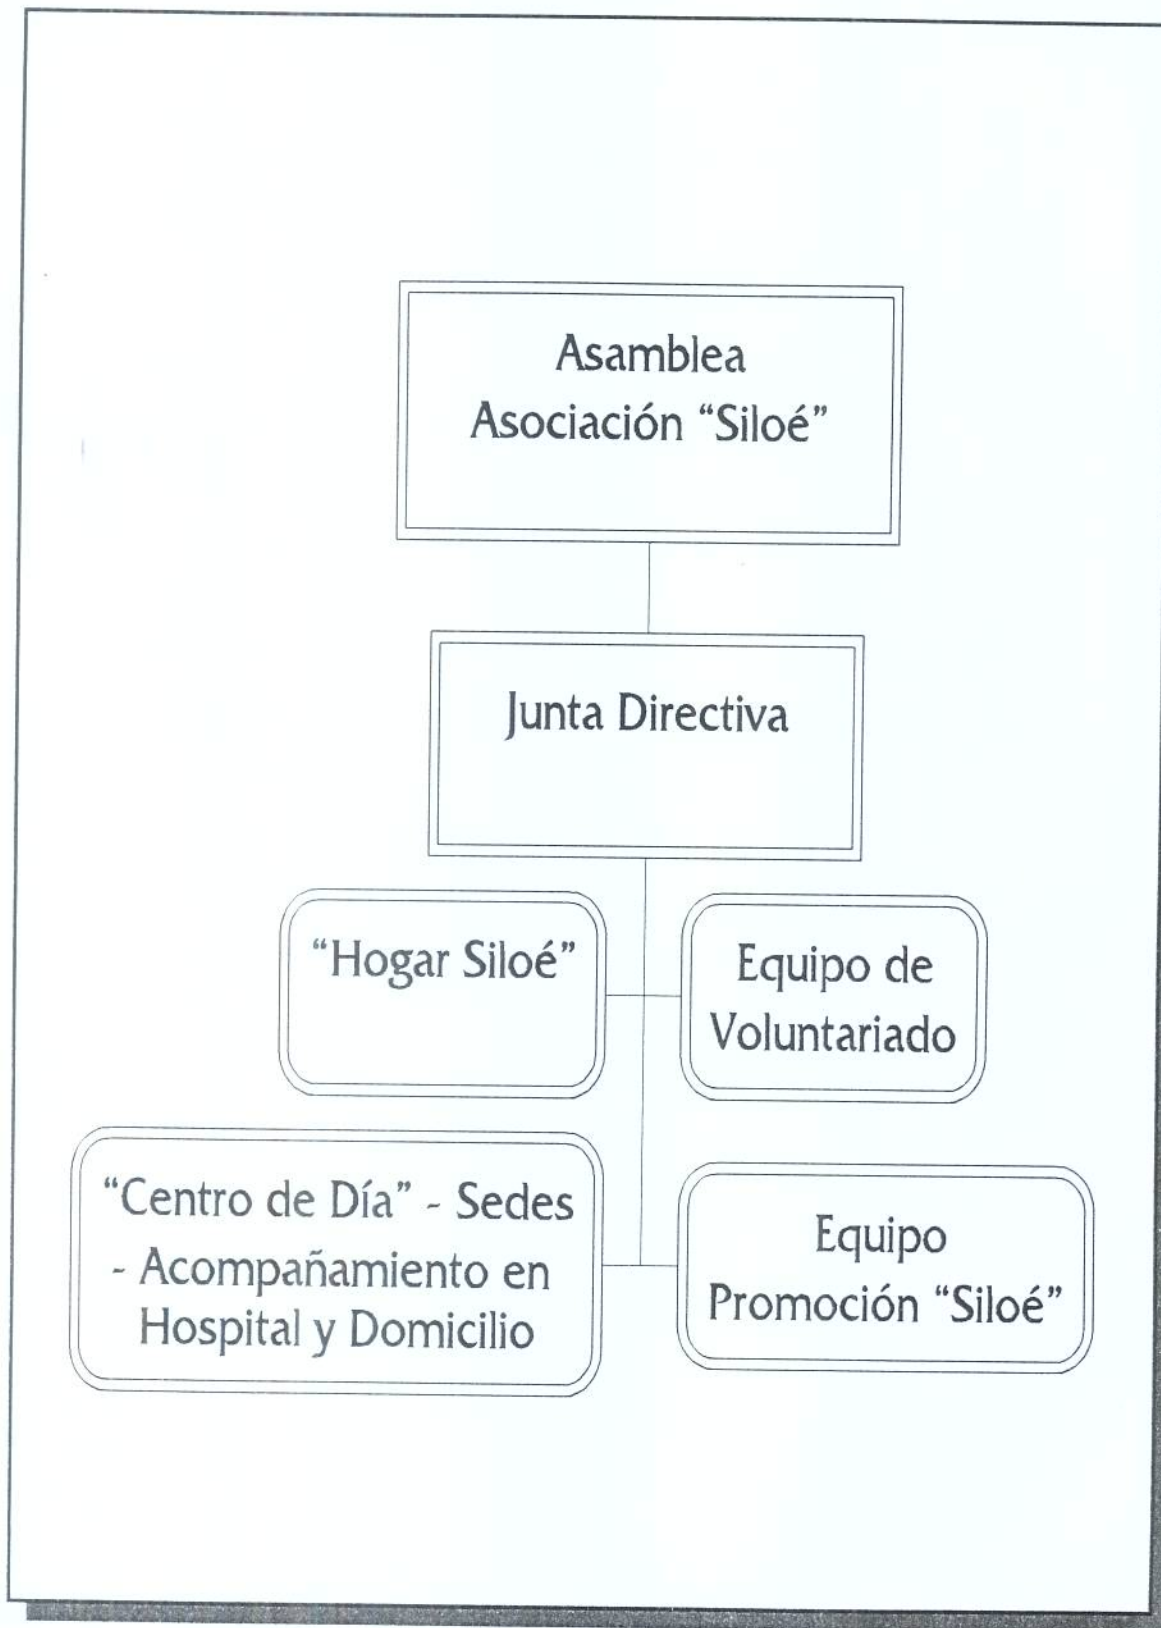 Asamblea
Asociación “Siloé”
Junta Directiva
“Hogar Siloé”
Equipo de
Voluntariado
“Centro de Día” - Sedes
- Acompañamiento en
Hospital y Domicilio
Equipo
Promoción “Siloé”